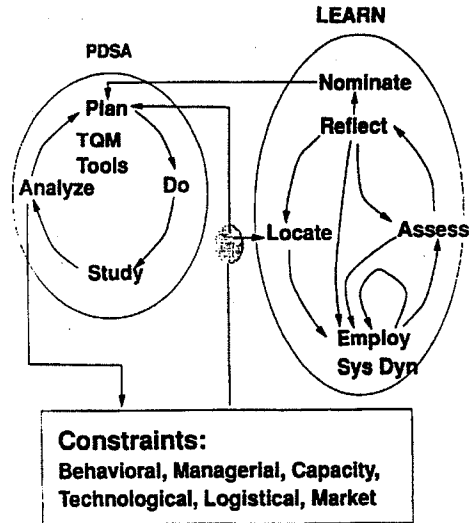 LEARN
PDSA
Nominate
Plan
Reflect
TQM
Tools
Analyze
Do
Locate
Assess
Study
Employ
Sys Dyn
Constraints:
Behavioral, Managerial, Capacity,
Technological, Logistical, Market